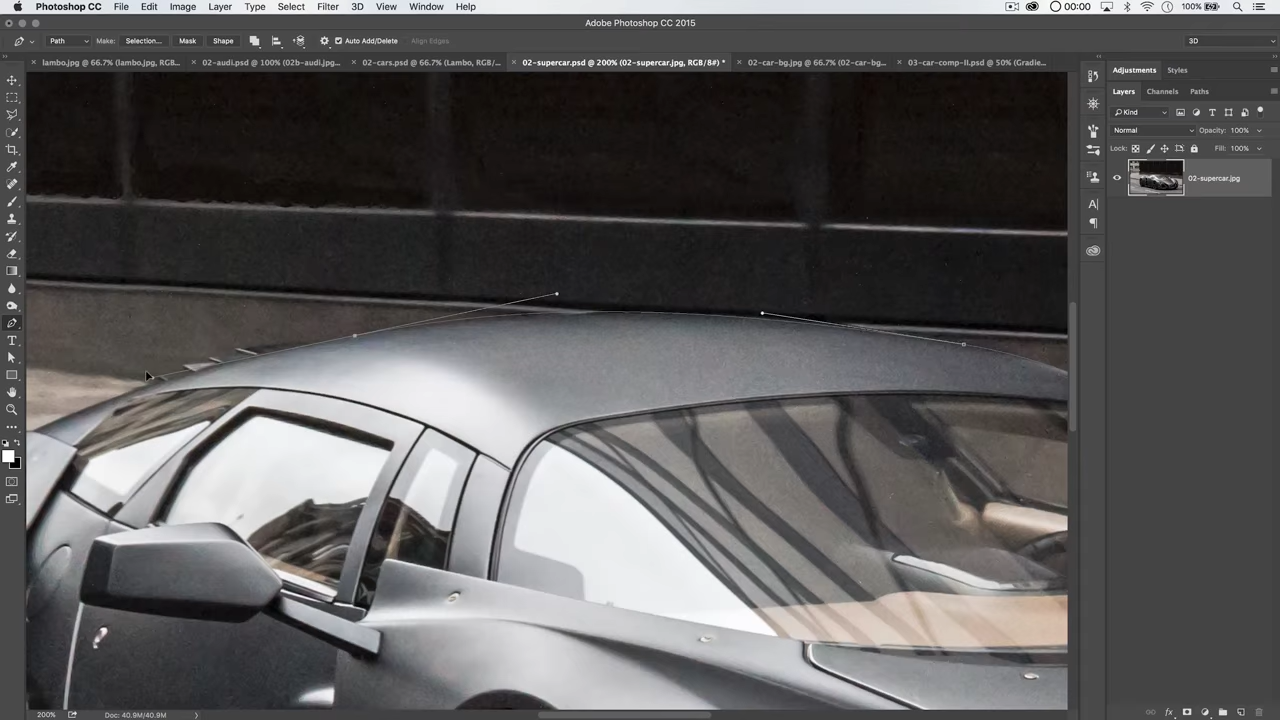 Photoshop CC File Edit Image Layer Type Select Filter 3D View Window Help 00:00 100%
Adobe Photoshop CC 2015
Path Make: Selection... Mask Shape Auto Add/Delete Align Edges 3D
lambo.jpg @ 66.7% (lambo.jpg, RGB... 02-audi.psd @ 100% (02b-audi.jpg... 02-cars.psd @ 66.7% (Lambo, RGB/... 02-supercar.psd @ 200% (02-supercar.jpg, RGB/8#) * 02-car-bg.jpg @ 66.7% (02-car-bg... 03-car-comp-II.psd @ 50% (Gradie...
Adjustments Styles
Layers Channels Paths
Kind
Normal Opacity: 100%
Lock: Fill: 100%
02-supercar.jpg
200% Doc: 40.9M/40.9M